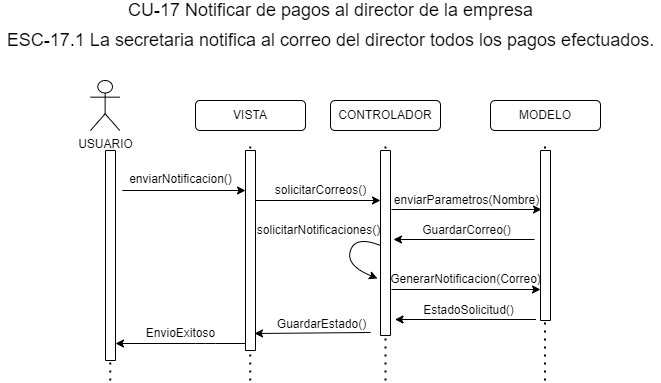 CU-17 Notificar de pagos al director de la empresa
ESC-17.1 La secretaria notifica al correo del director todos los pagos efectuados.
VISTA
CONTROLADOR
MODELO
USUARIO
enviarNotificacion()
solicitarCorreos()
enviarParametros(Nombre)
solicitarNotificaciones()
GuardarCorreo()
GenerarNotificacion(Correo)
EstadoSolicitud()
GuardarEstado()
EnvioExitoso